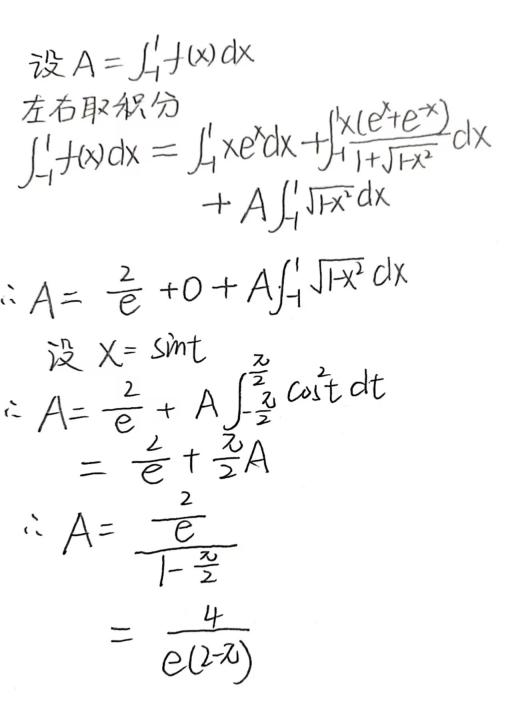 设 A = ∫₋₁¹ f(x) dx
左右取积分
∫₋₁¹ f(x) dx = ∫₋₁¹ xeˣ dx + ∫₋₁¹ x(eˣ+e⁻ˣ)/(1+√(1-x²)) dx
+ A∫₋₁¹ √(1-x²) dx
∴ A = 2/e + 0 + A∫₋₁¹ √(1-x²) dx
设 x = sint
∴ A = 2/e + A∫_{-π/2}^{π/2} cos²t dt
= 2/e + π/2 A
∴ A = (2/e)/(1-π/2)
= 4/(e(2-π))